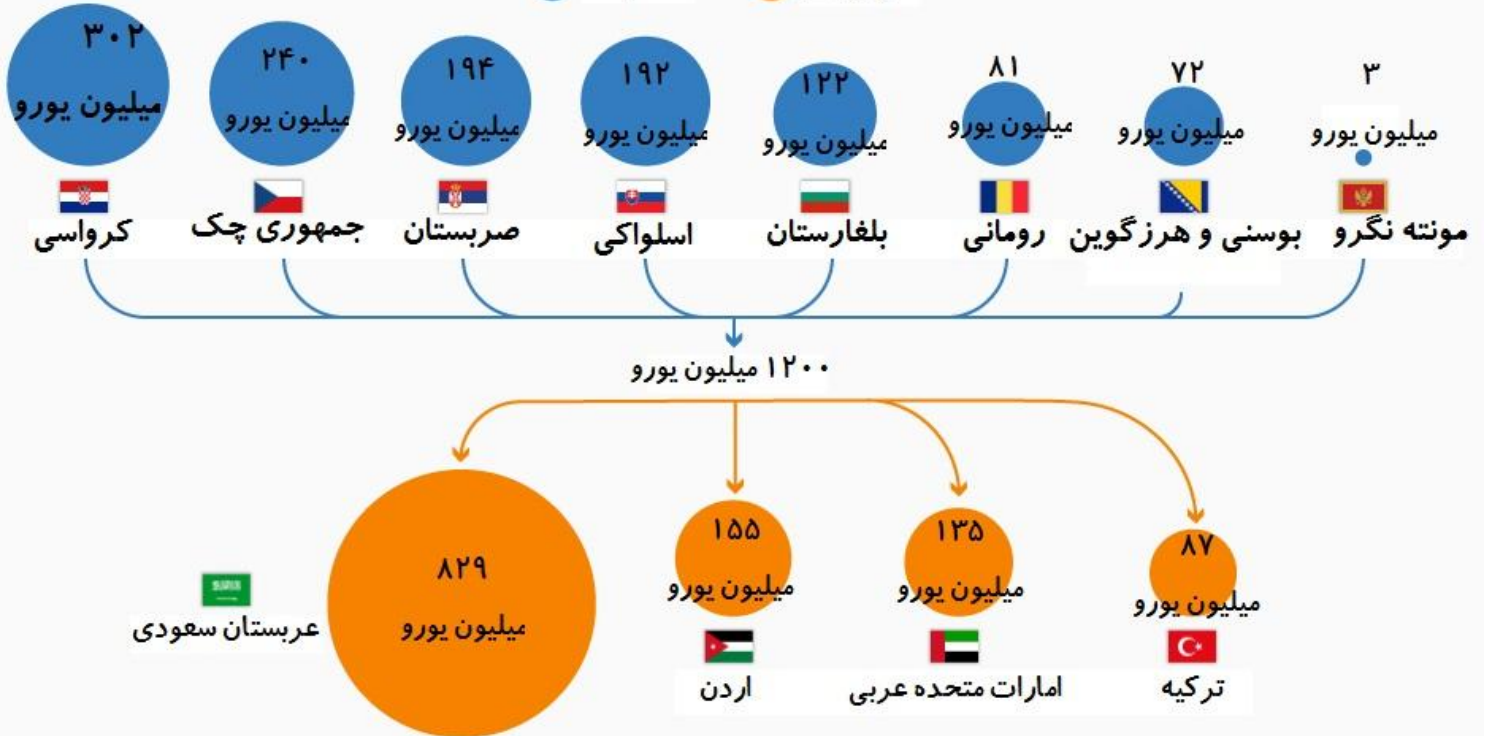 ۳۰۲
میلیون یورو
کرواسی
۲۴۰
میلیون یورو
جمهوری چک
۱۹۴
میلیون یورو
صربستان
۱۹۲
میلیون یورو
اسلواکی
۱۲۲
میلیون یورو
بلغارستان
۸۱
میلیون یورو
رومانی
۷۲
میلیون یورو
بوسنی و هرزگوین
۳
میلیون یورو
مونته نگرو
۱۲۰۰ میلیون یورو
۸۲۹
میلیون یورو
عربستان سعودی
۱۵۵
میلیون یورو
اردن
۱۳۵
میلیون یورو
امارات متحده عربی
۸۷
میلیون یورو
ترکیه